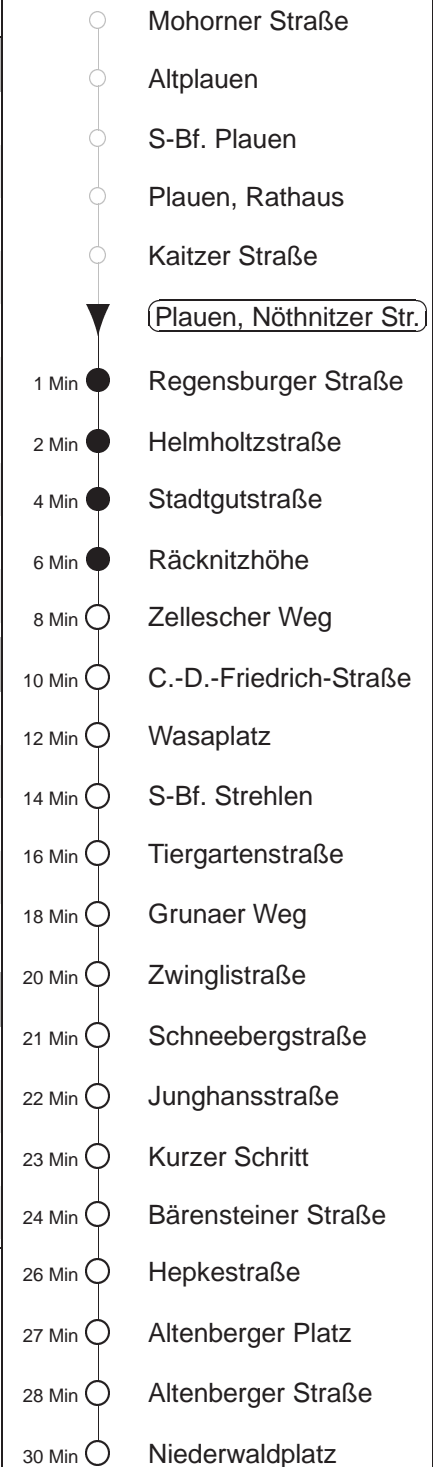 Mohorner Straße
Altplauen
S-Bf. Plauen
Plauen, Rathaus
Kaitzer Straße
Plauen, Nöthnitzer Str.
1 Min Regensburger Straße
2 Min Helmholtzstraße
4 Min Stadtgutstraße
6 Min Räcknitzhöhe
8 Min Zellescher Weg
10 Min C.-D.-Friedrich-Straße
12 Min Wasaplatz
14 Min S-Bf. Strehlen
16 Min Tiergartenstraße
18 Min Grunaer Weg
20 Min Zwinglistraße
21 Min Schneebergstraße
22 Min Junghansstraße
23 Min Kurzer Schritt
24 Min Bärensteiner Straße
26 Min Hepkestraße
27 Min Altenberger Platz
28 Min Altenberger Straße
30 Min Niederwaldplatz